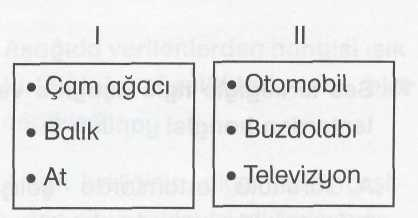 I
II
• Çam ağacı
• Balık
• At
• Otomobil
• Buzdolabı
• Televizyon